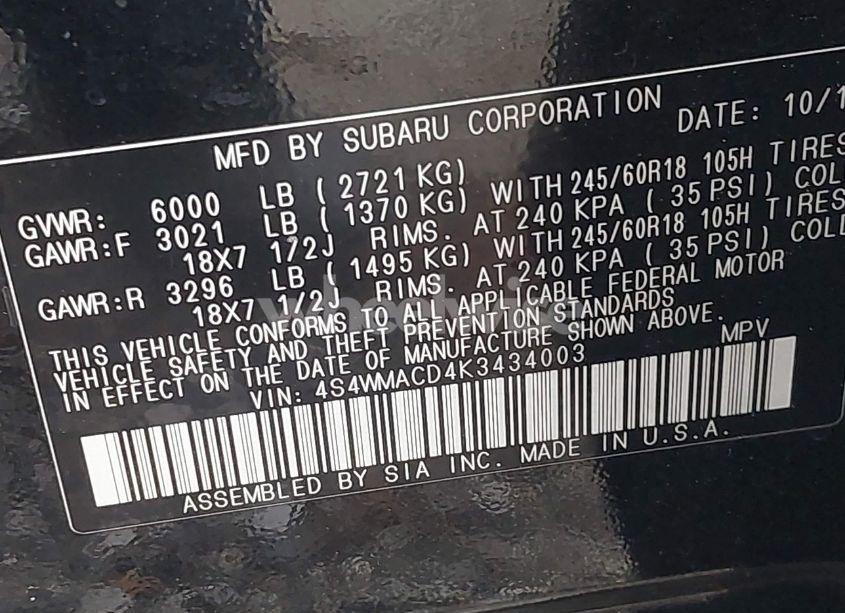 MFD BY SUBARU CORPORATION DATE: 10/1
GVWR: 6000 LB ( 2721 KG)
GAWR:F 3021 LB ( 1370 KG) WITH 245/60R18 105H TIRES
18X7 1/2J RIMS. AT 240 KPA ( 35 PSI) COL
GAWR:R 3296 LB ( 1495 KG) WITH 245/60R18 105H TIRES
18X7 1/2J RIMS. AT 240 KPA ( 35 PSI) COLD
THIS VEHICLE CONFORMS TO ALL APPLICABLE FEDERAL MOTOR
VEHICLE SAFETY AND THEFT PREVENTION STANDARDS
IN EFFECT ON THE DATE OF MANUFACTURE SHOWN ABOVE.
VIN: 4S4WMACD4K3434003 MPV
ASSEMBLED BY SIA INC. MADE IN U.S.A.